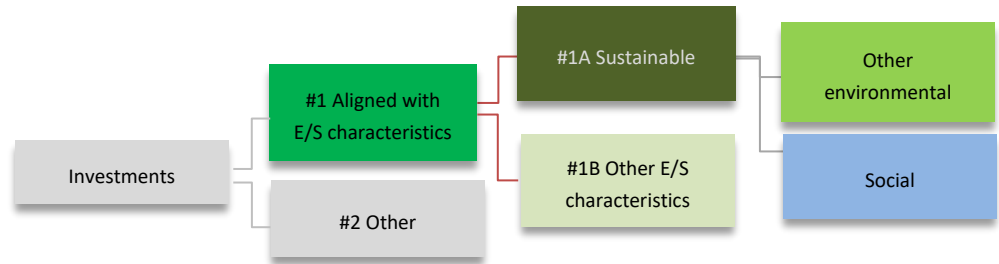 Investments
#1 Aligned with
E/S characteristics
#2 Other
#1A Sustainable
#1B Other E/S
characteristics
Other
environmental
Social